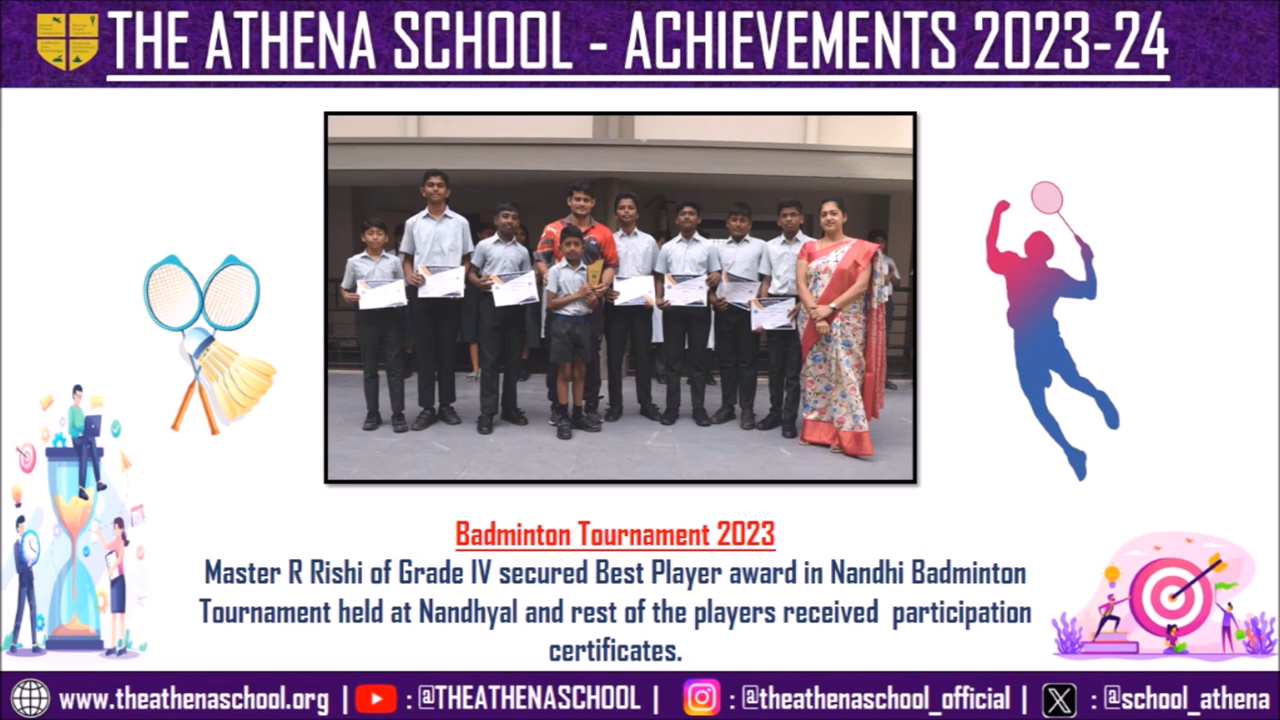 THE ATHENA SCHOOL - ACHIEVEMENTS 2023-24
Badminton Tournament 2023
Master R Rishi of Grade IV secured Best Player award in Nandhi Badminton
Tournament held at Nandhyal and rest of the players received participation
certificates.
www.theathenaschool.org | : @THEATHENASCHOOL | : @theathenaschool_official | : @school_athena